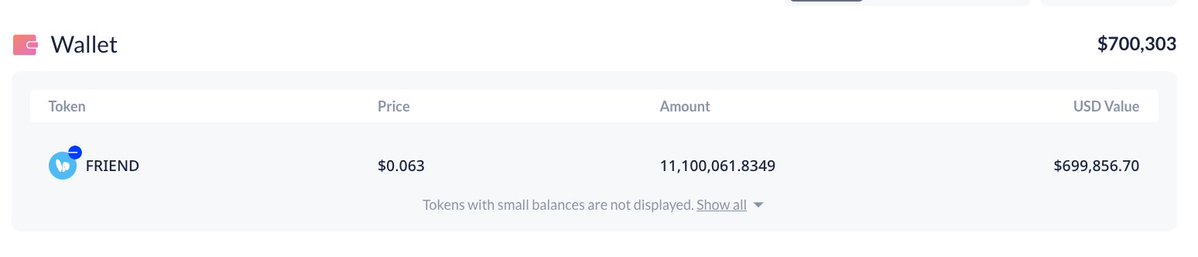 Wallet $700,303
Token Price Amount USD Value
FRIEND $0.063 11,100,061.8349 $699,856.70
Tokens with small balances are not displayed. Show all